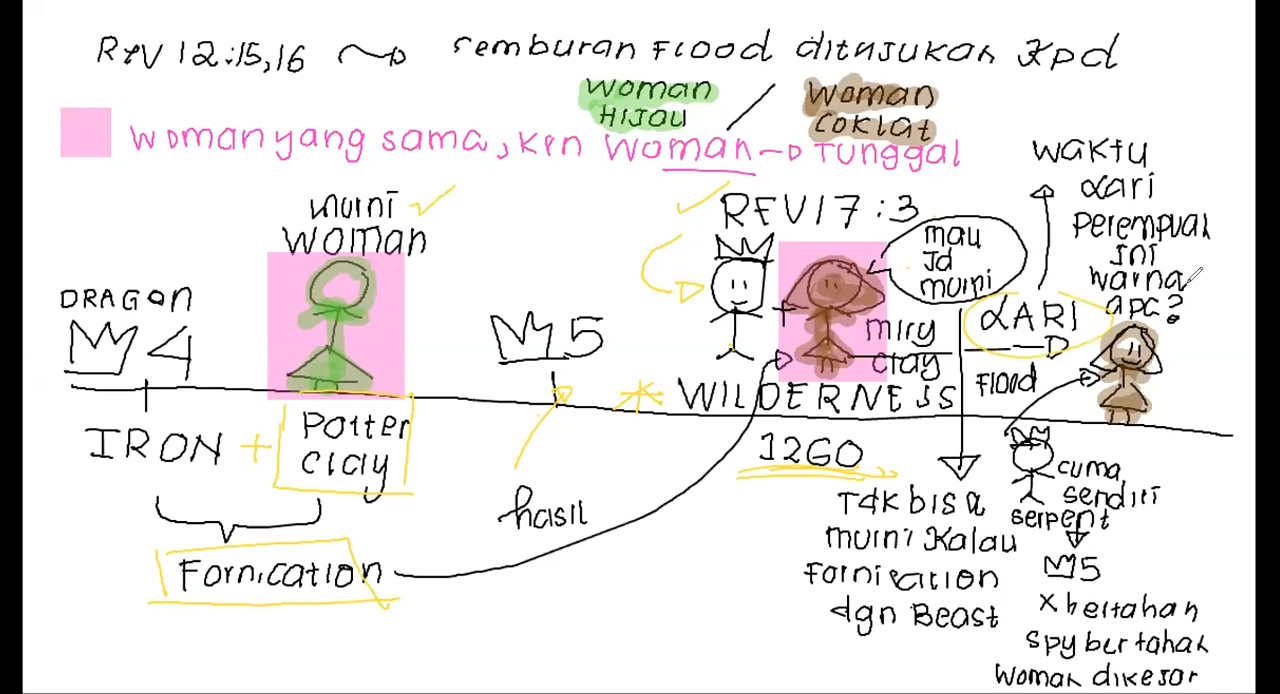 REV 12:15,16 semburan Flood ditujukan Kpd
Woman
HIJAU
Woman
COKLAT
Woman yang sama, Krn Woman Tunggal
murni
WOMAN
DRAGON
4
IRON +
Potter
clay
Fornication
5
hasil
REV 17:3
+
mau
Jd
murni
miry
clay
WILDERNESS
1260
Tdk bisa
murni Kalau
Fornication
dgn Beast
LARI
Flood
waktu
Lari
Perempuan
Ini
warna
apa?
cuma
sendiri
serpent
5
X bertahan
spy bertahan
Woman dikejar